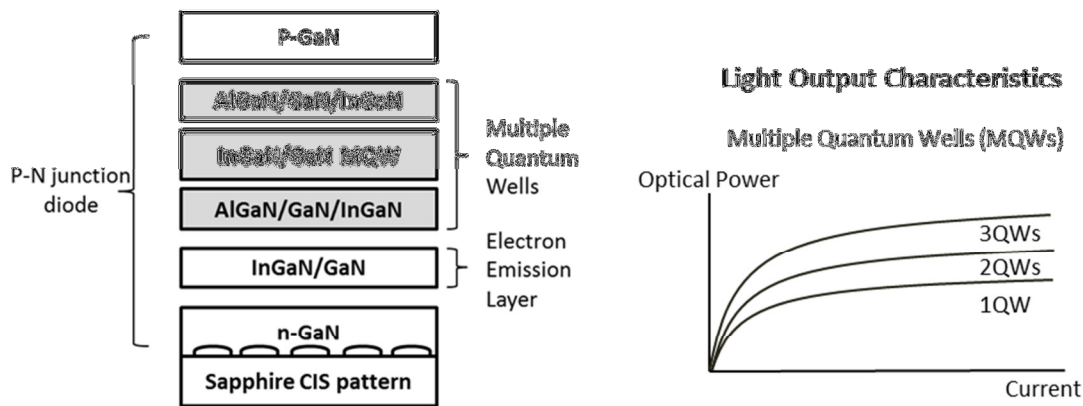 P-GaN
AlGaN/GaN/InGaN
InGaN/GaN MQW
AlGaN/GaN/InGaN
InGaN/GaN
n-GaN
Sapphire CIS pattern
P-N junction
diode
Multiple
Quantum
Wells
Electron
Emission
Layer
Light Output Characteristics
Multiple Quantum Wells (MQWs)
Optical Power
3QWs
2QWs
1QW
Current